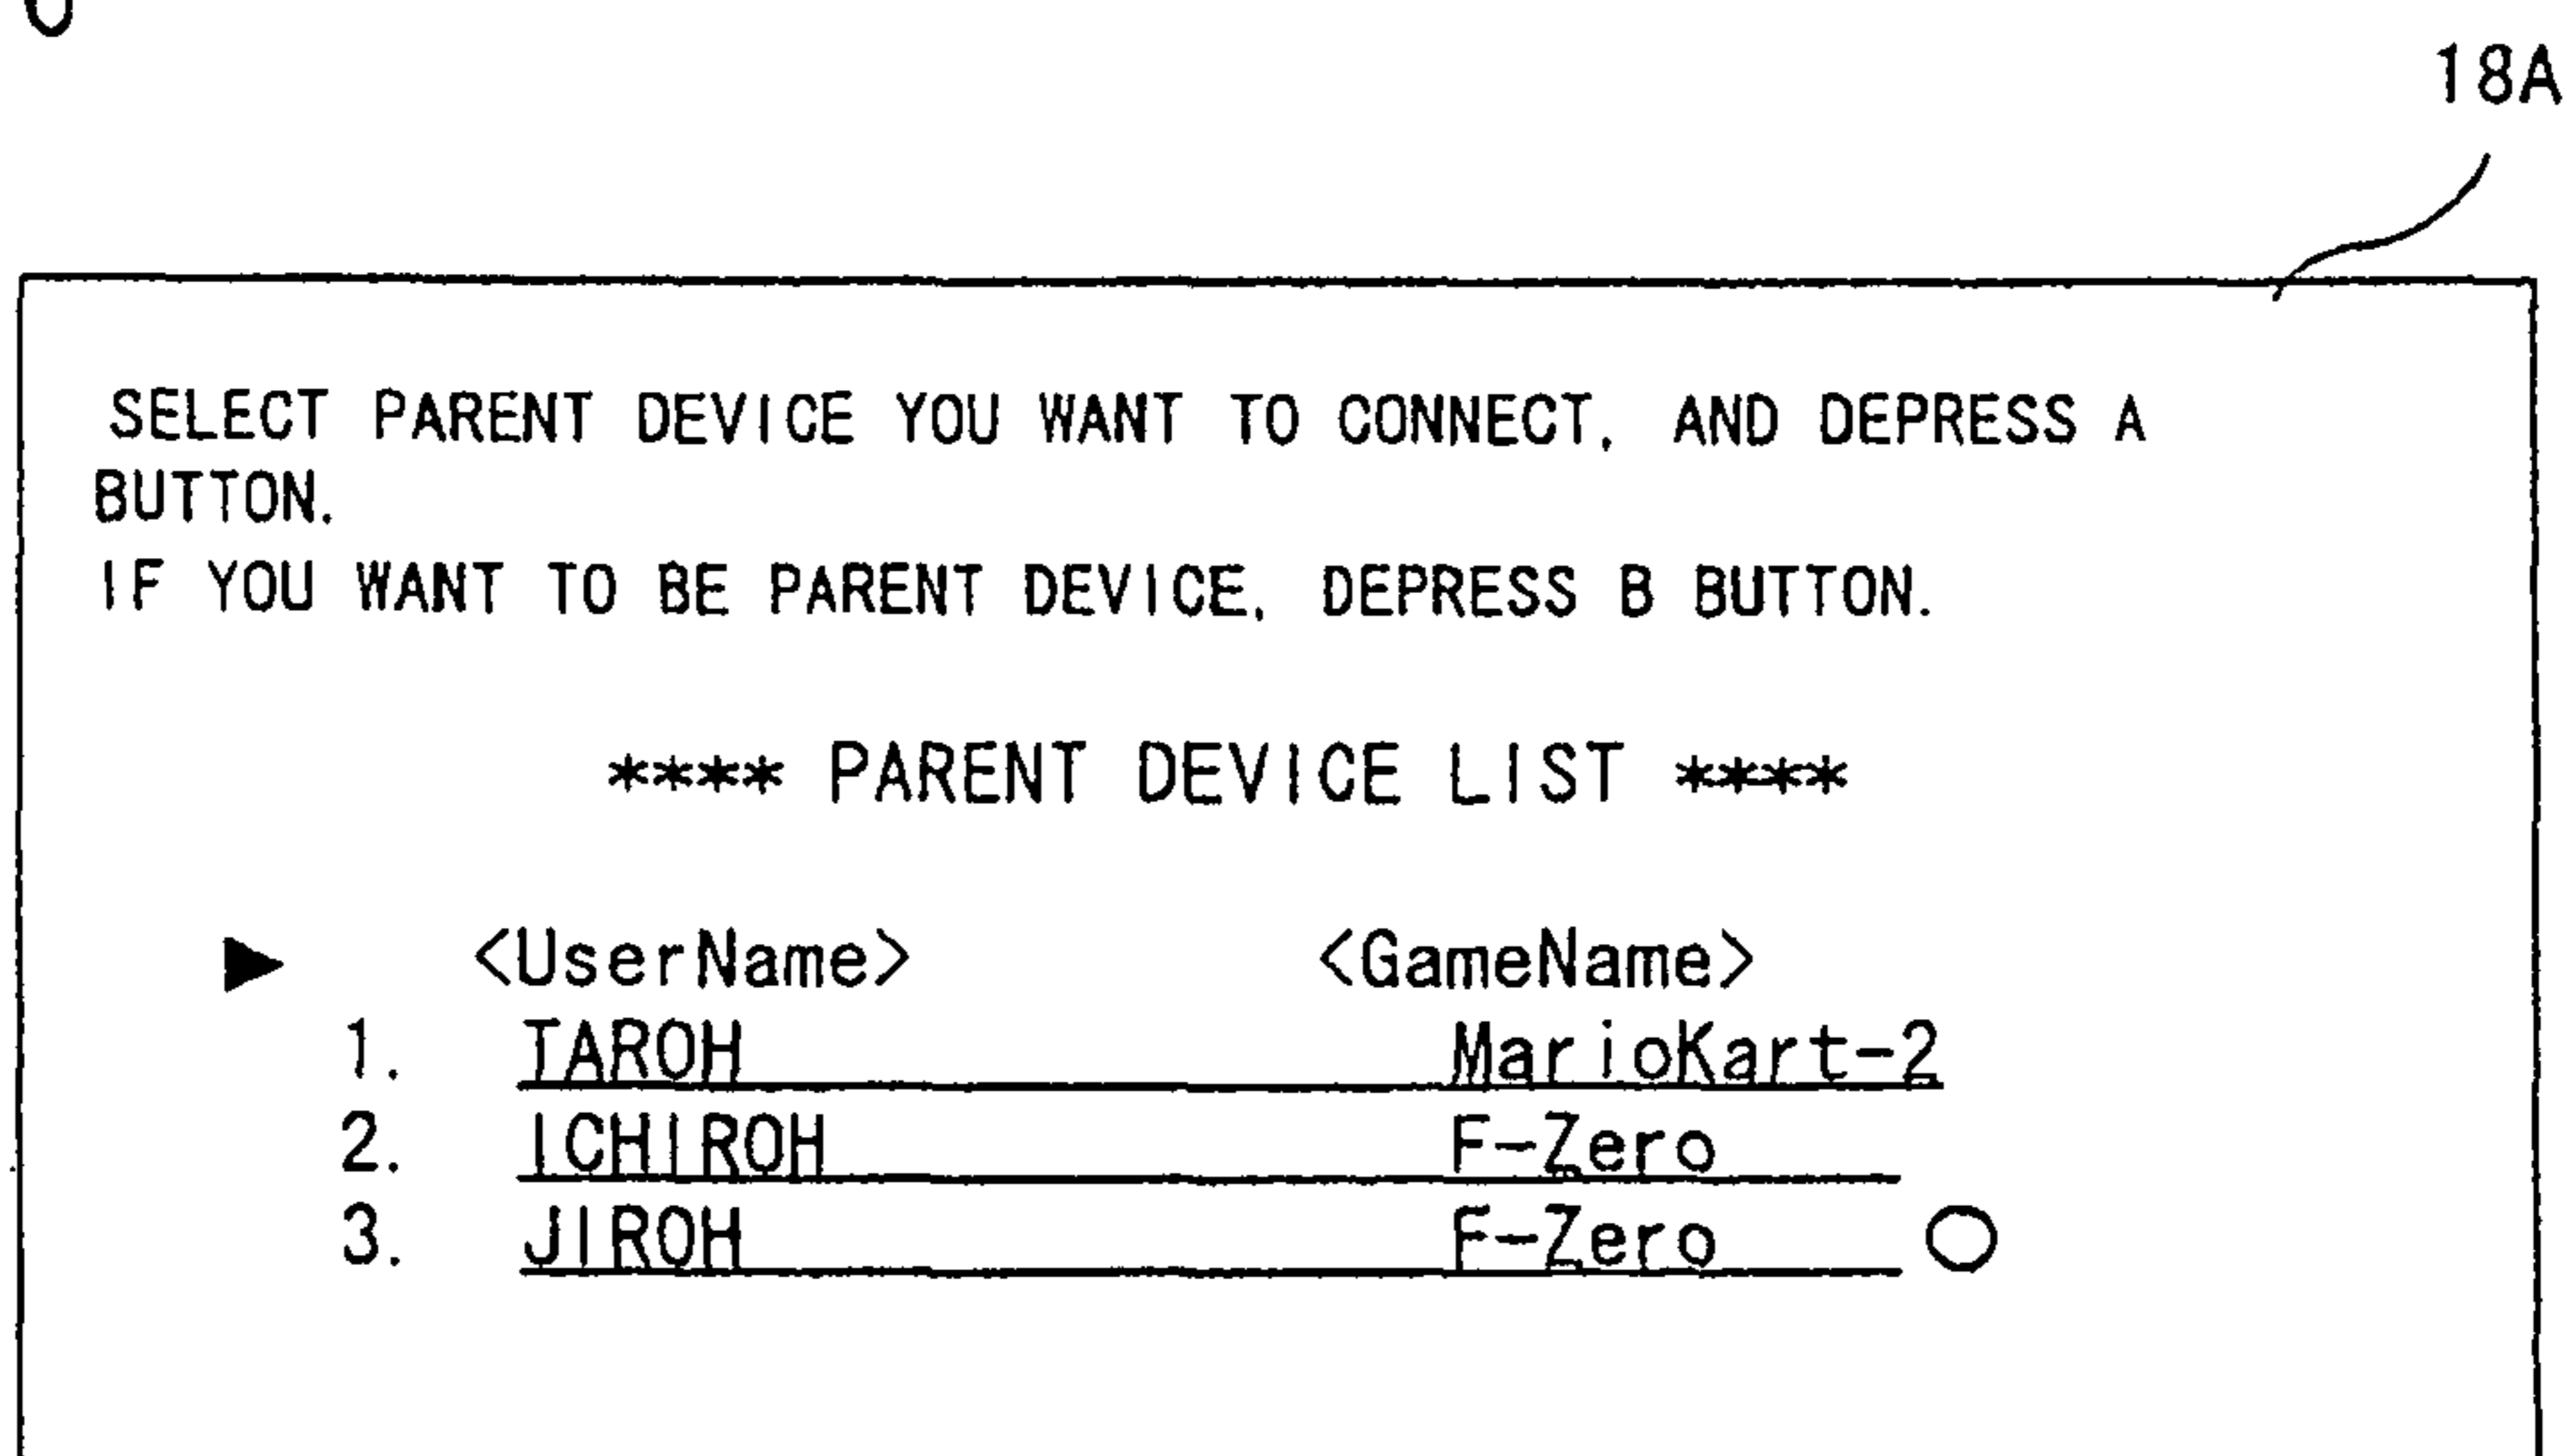 18A
SELECT PARENT DEVICE YOU WANT TO CONNECT, AND DEPRESS A
BUTTON.
IF YOU WANT TO BE PARENT DEVICE, DEPRESS B BUTTON.
**** PARENT DEVICE LIST ****
▶ <UserName> <GameName>
1. TAROH MarioKart-2
2. ICHIROH F-Zero
3. JIROH F-Zero ○